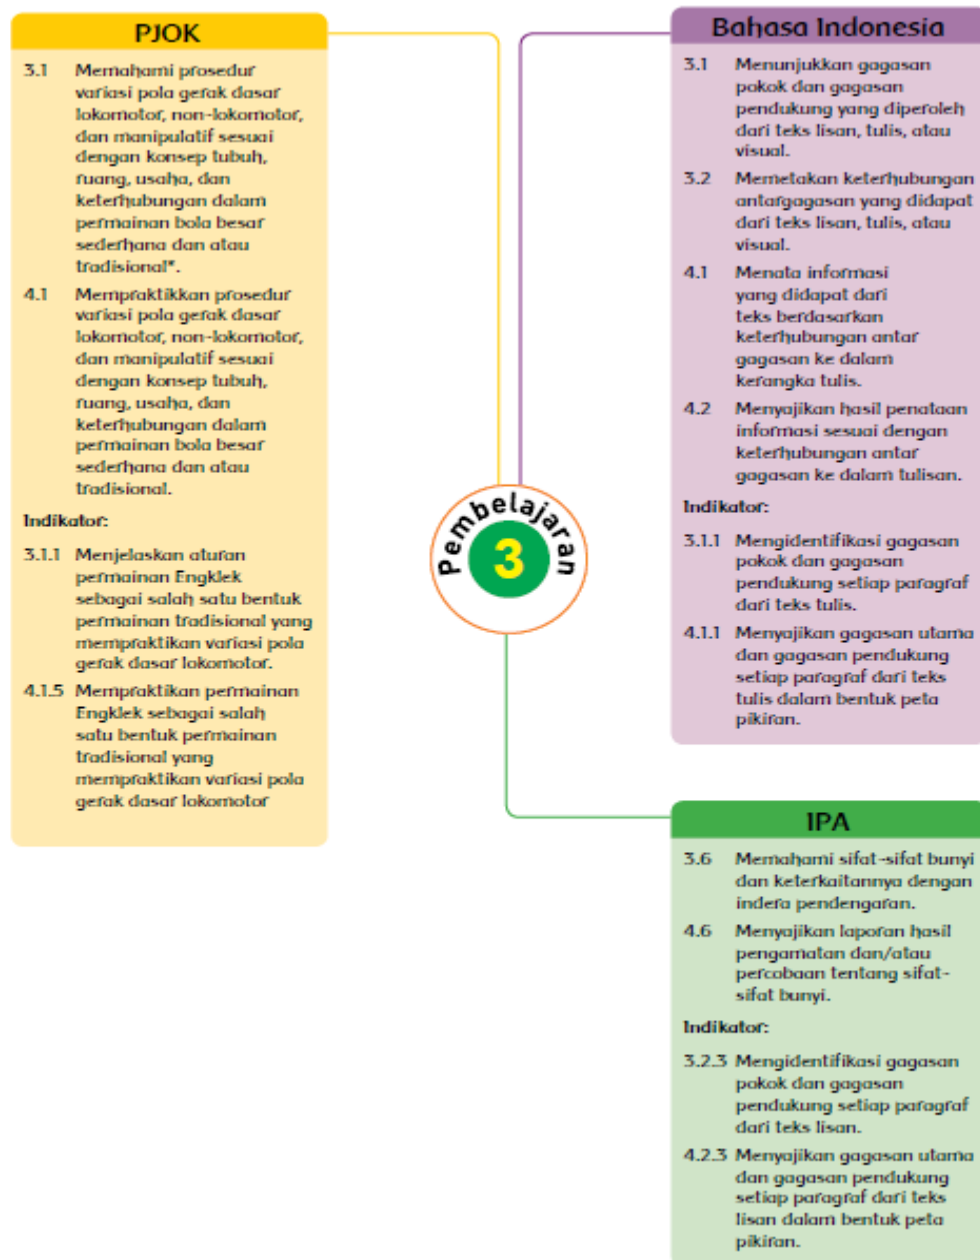 PJOK
3.1 Memahami prosedur
variasi pola gerak dasar
lokomotor, non-lokomotor,
dan manipulatif sesuai
dengan konsep tubuh,
ruang, usaha, dan
keterhubungan dalam
permainan bola besar
sederhana dan atau
tradisional*.
4.1 Mempraktikkan prosedur
variasi pola gerak dasar
lokomotor, non-lokomotor,
dan manipulatif sesuai
dengan konsep tubuh,
ruang, usaha, dan
keterhubungan dalam
permainan bola besar
sederhana dan atau
tradisional.
Indikator:
3.1.1 Menjelaskan aturan
permainan Engklek
sebagai salah satu bentuk
permainan tradisional yang
mempraktikan variasi pola
gerak dasar lokomotor.
4.1.5 Mempraktikan permainan
Engklek sebagai salah
satu bentuk permainan
tradisional yang
mempraktikan variasi pola
gerak dasar lokomotor
Pembelajaran
3
Bahasa Indonesia
3.1 Menunjukkan gagasan
pokok dan gagasan
pendukung yang diperoleh
dari teks lisan, tulis, atau
visual.
3.2 Memetakan keterhubungan
antargagasan yang didapat
dari teks lisan, tulis, atau
visual.
4.1 Menata informasi
yang didapat dari
teks berdasarkan
keterhubungan antar
gagasan ke dalam
kerangka tulis.
4.2 Menyajikan hasil penataan
informasi sesuai dengan
keterhubungan antar
gagasan ke dalam tulisan.
Indikator:
3.1.1 Mengidentifikasi gagasan
pokok dan gagasan
pendukung setiap paragraf
dari teks tulis.
4.1.1 Menyajikan gagasan utama
dan gagasan pendukung
setiap paragraf dari teks
tulis dalam bentuk peta
pikiran.
IPA
3.6 Memahami sifat-sifat bunyi
dan keterkaitannya dengan
indera pendengaran.
4.6 Menyajikan laporan hasil
pengamatan dan/atau
percobaan tentang sifat-
sifat bunyi.
Indikator:
3.2.3 Mengidentifikasi gagasan
pokok dan gagasan
pendukung setiap paragraf
dari teks lisan.
4.2.3 Menyajikan gagasan utama
dan gagasan pendukung
setiap paragraf dari teks
lisan dalam bentuk peta
pikiran.